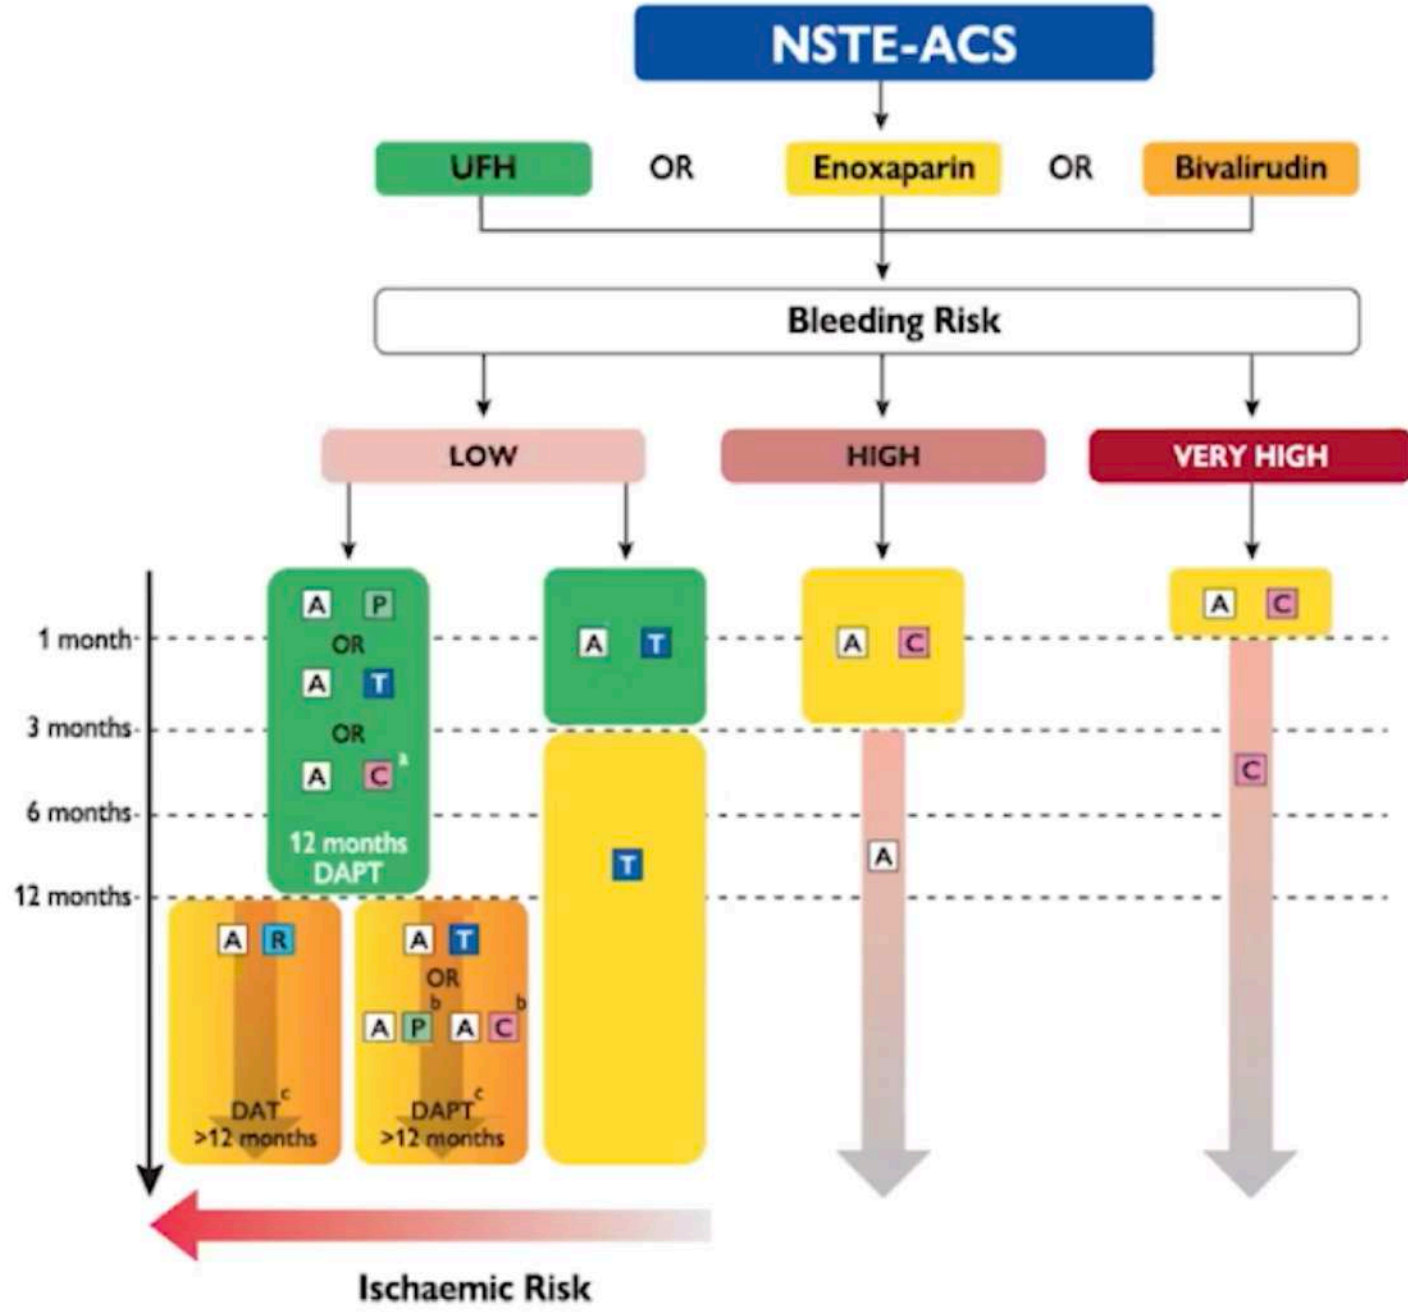 NSTE-ACS
UFH OR Enoxaparin OR Bivalirudin
Bleeding Risk
LOW HIGH VERY HIGH
A P
OR
A T
OR
A C a
12 months
DAPT
A T
T
A C
A
A C
C
1 month
3 months
6 months
12 months
A R
DAT c
>12 months
A T
OR
A P b A C b
DAPT c
>12 months
Ischaemic Risk